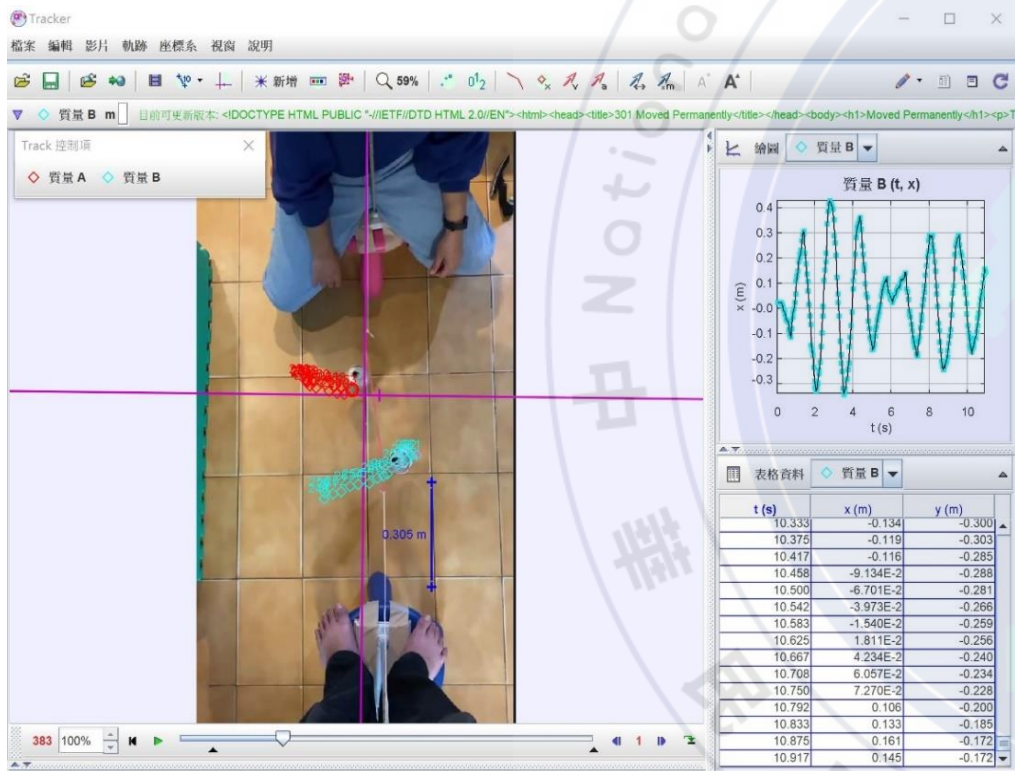 Tracker
檔案 編輯 影片 軌跡 座標系 視窗 說明
新增 59%
質量 B m 目前可更新版本: <!DOCTYPE HTML PUBLIC "-//IETF//DTD HTML 2.0//EN"><html><head><title>301 Moved Permanently</title></head><body><h1>Moved Permanently</h1><p>T
Track 控制項
質量 A 質量 B
0.305 m
383 100% 1
繪圖 質量 B
質量 B (t, x)
0.4
0.3
0.2
0.1
-0.0
-0.1
-0.2
-0.3
x (m)
0 2 4 6 8 10
t (s)
表格資料 質量 B
t (s) x (m) y (m)
10.333 -0.134 -0.300
10.375 -0.119 -0.303
10.417 -0.116 -0.285
10.458 -9.134E-2 -0.288
10.500 -6.701E-2 -0.281
10.542 -3.973E-2 -0.266
10.583 -1.540E-2 -0.259
10.625 1.811E-2 -0.256
10.667 4.234E-2 -0.240
10.708 6.057E-2 -0.234
10.750 7.270E-2 -0.228
10.792 0.106 -0.200
10.833 0.133 -0.185
10.875 0.161 -0.172
10.917 0.145 -0.172